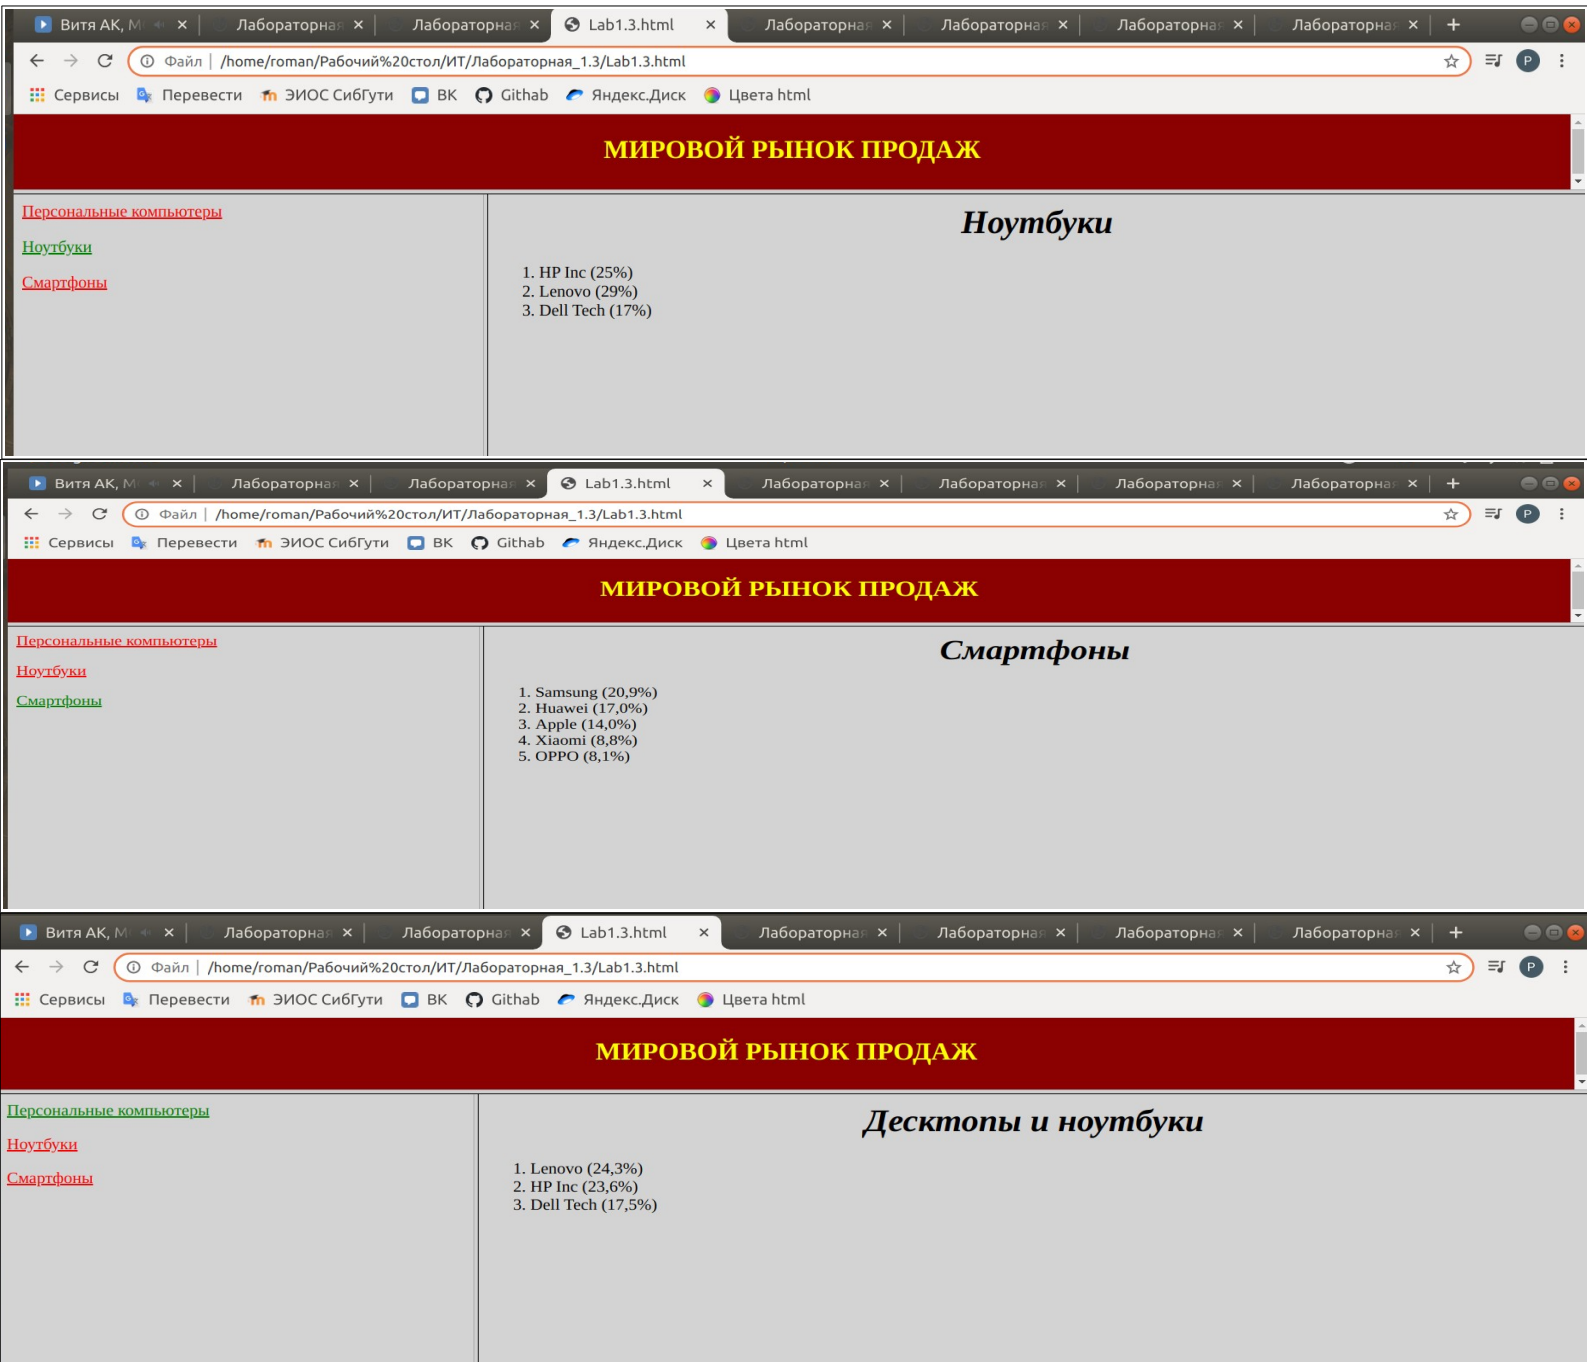 Витя АК, М Лабораторная Лабораторная Lab1.3.html Лабораторная Лабораторная Лабораторная Лабораторная
Файл | /home/roman/Рабочий%20стол/ИТ/Лабораторная_1.3/Lab1.3.html Р
Сервисы Перевести ЭИОС СибГути ВК Githab Яндекс.Диск Цвета html
МИРОВОЙ РЫНОК ПРОДАЖ
Персональные компьютеры
Ноутбуки
Смартфоны
Ноутбуки
1. HP Inc (25%)
2. Lenovo (29%)
3. Dell Tech (17%)
Витя АК, М Лабораторная Лабораторная Lab1.3.html Лабораторная Лабораторная Лабораторная Лабораторная
Файл | /home/roman/Рабочий%20стол/ИТ/Лабораторная_1.3/Lab1.3.html Р
Сервисы Перевести ЭИОС СибГути ВК Githab Яндекс.Диск Цвета html
МИРОВОЙ РЫНОК ПРОДАЖ
Персональные компьютеры
Ноутбуки
Смартфоны
Смартфоны
1. Samsung (20,9%)
2. Huawei (17,0%)
3. Apple (14,0%)
4. Xiaomi (8,8%)
5. OPPO (8,1%)
Витя АК, М Лабораторная Лабораторная Lab1.3.html Лабораторная Лабораторная Лабораторная Лабораторная
Файл | /home/roman/Рабочий%20стол/ИТ/Лабораторная_1.3/Lab1.3.html Р
Сервисы Перевести ЭИОС СибГути ВК Githab Яндекс.Диск Цвета html
МИРОВОЙ РЫНОК ПРОДАЖ
Персональные компьютеры
Ноутбуки
Смартфоны
Десктопы и ноутбуки
1. Lenovo (24,3%)
2. HP Inc (23,6%)
3. Dell Tech (17,5%)